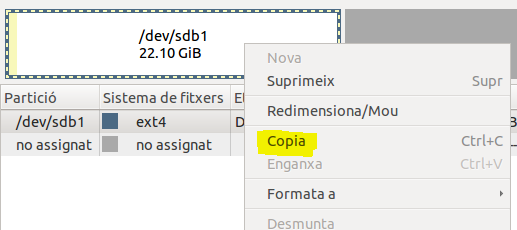 /dev/sdb1
22.10 GiB
Partició Sistema de fitxers
/dev/sdb1 ext4
no assignat no assignat
Nova
Suprimeix Supr
Redimensiona/Mou
Copia Ctrl+C
Enganxa Ctrl+V
Formata a
Desmunta